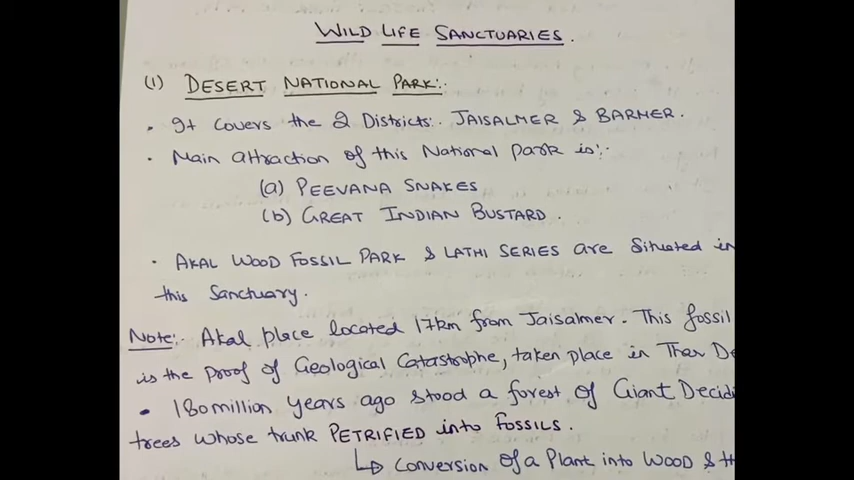 WILD LIFE SANCTUARIES.
(1) DESERT NATIONAL PARK:-
• It covers the 2 Districts: JAISALMER & BARMER.
• Main attraction of this National park is:-
(a) PEEVANA SNAKES
(b) GREAT INDIAN BUSTARD.
• AKAL WOOD FOSSIL PARK & LATHI SERIES are situated in
this Sanctuary.
Note:- Akal place located 17km from Jaisalmer. This fossil
is the proof of Geological Catastrophe, taken place in Thar De
• 180 million years ago stood a forest of Giant Decidi
trees whose trunk PETRIFIED into FOSSILS.
↳ Conversion of a Plant into WOOD & th